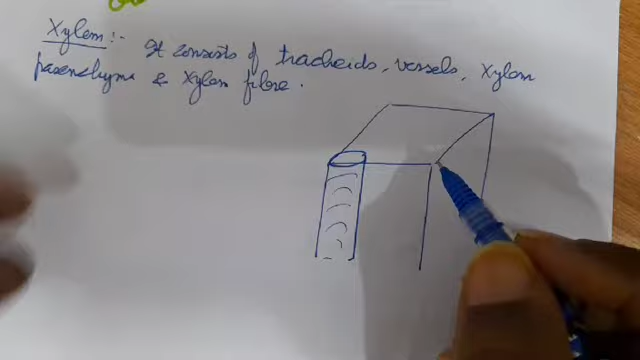 Xylem :- It consists of tracheids, vessels, Xylem
parenchyma & Xylem fibre.